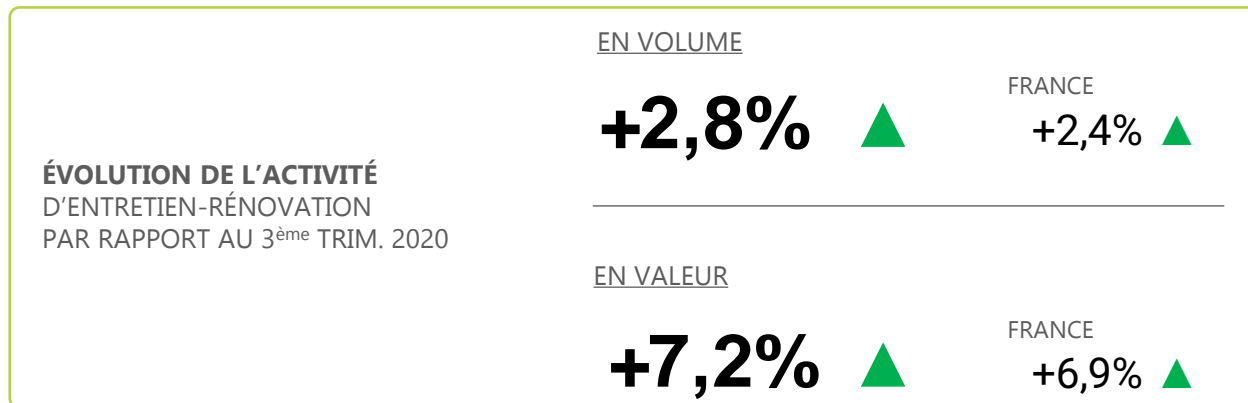 ÉVOLUTION DE L’ACTIVITÉ
D’ENTRETIEN-RÉNOVATION
PAR RAPPORT AU 3ème TRIM. 2020
EN VOLUME
+2,8%
FRANCE
+2,4%
EN VALEUR
+7,2%
FRANCE
+6,9%